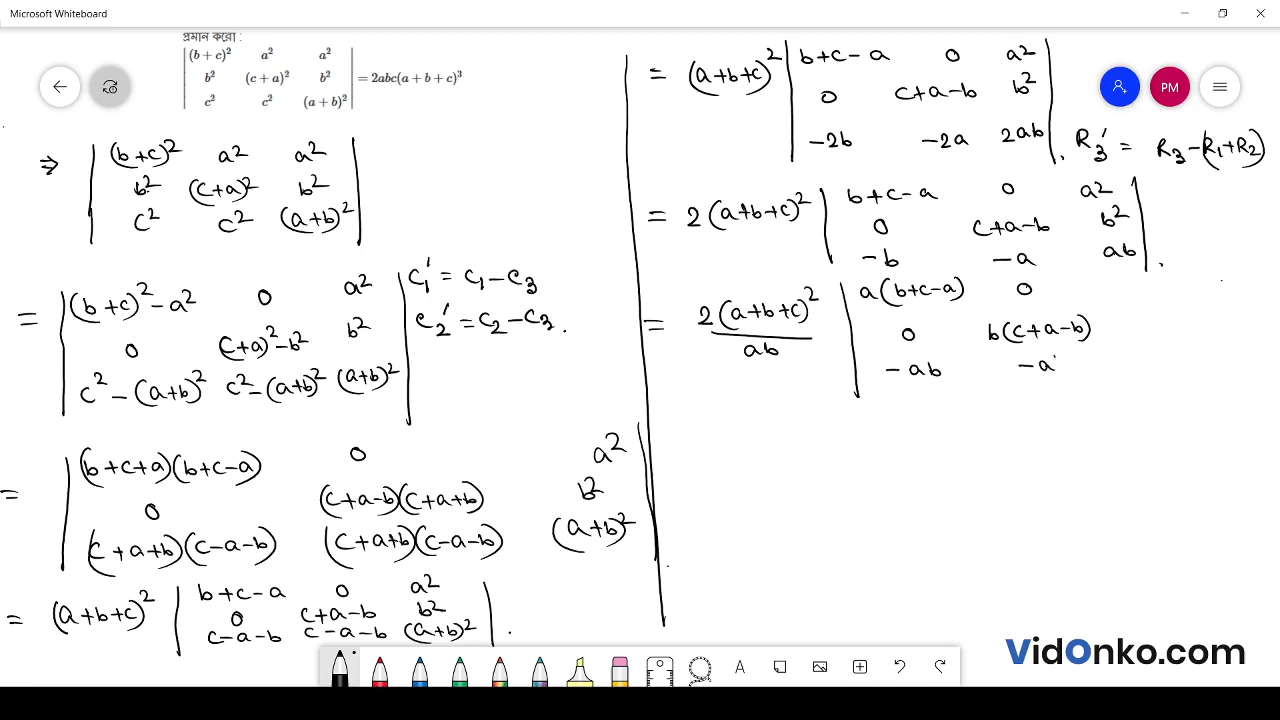 Microsoft Whiteboard
প্রমান করো :
| (b + c)² a² a² |
| b² (c + a)² b² | = 2abc(a + b + c)³
| c² c² (a + b)² |
PM
⇒ | (b+c)² a² a² |
| b² (c+a)² b² |
| c² c² (a+b)² |
= | (b+c)² - a² 0 a² | C₁' = C₁ - C₃
| 0 (c+a)² - b² b² | C₂' = C₂ - C₃.
| c² - (a+b)² c² - (a+b)² (a+b)² |
= | (b+c+a)(b+c-a) 0 a² |
| 0 (c+a-b)(c+a+b) b² |
| (c+a+b)(c-a-b) (c+a+b)(c-a-b) (a+b)² |
= (a+b+c)² | b+c-a 0 a² |
| 0 c+a-b b² |
| c-a-b c-a-b (a+b)² | .
= (a+b+c)² | b+c-a 0 a² |
| 0 c+a-b b² |
| -2b -2a 2ab | . R₃' = R₃-(R₁+R₂)
= 2(a+b+c)² | b+c-a 0 a² |
| 0 c+a-b b² |
| -b -a ab | .
= 2(a+b+c)²/ab | a(b+c-a) 0
| 0 b(c+a-b)
| -ab -a
A
VidOnko.com